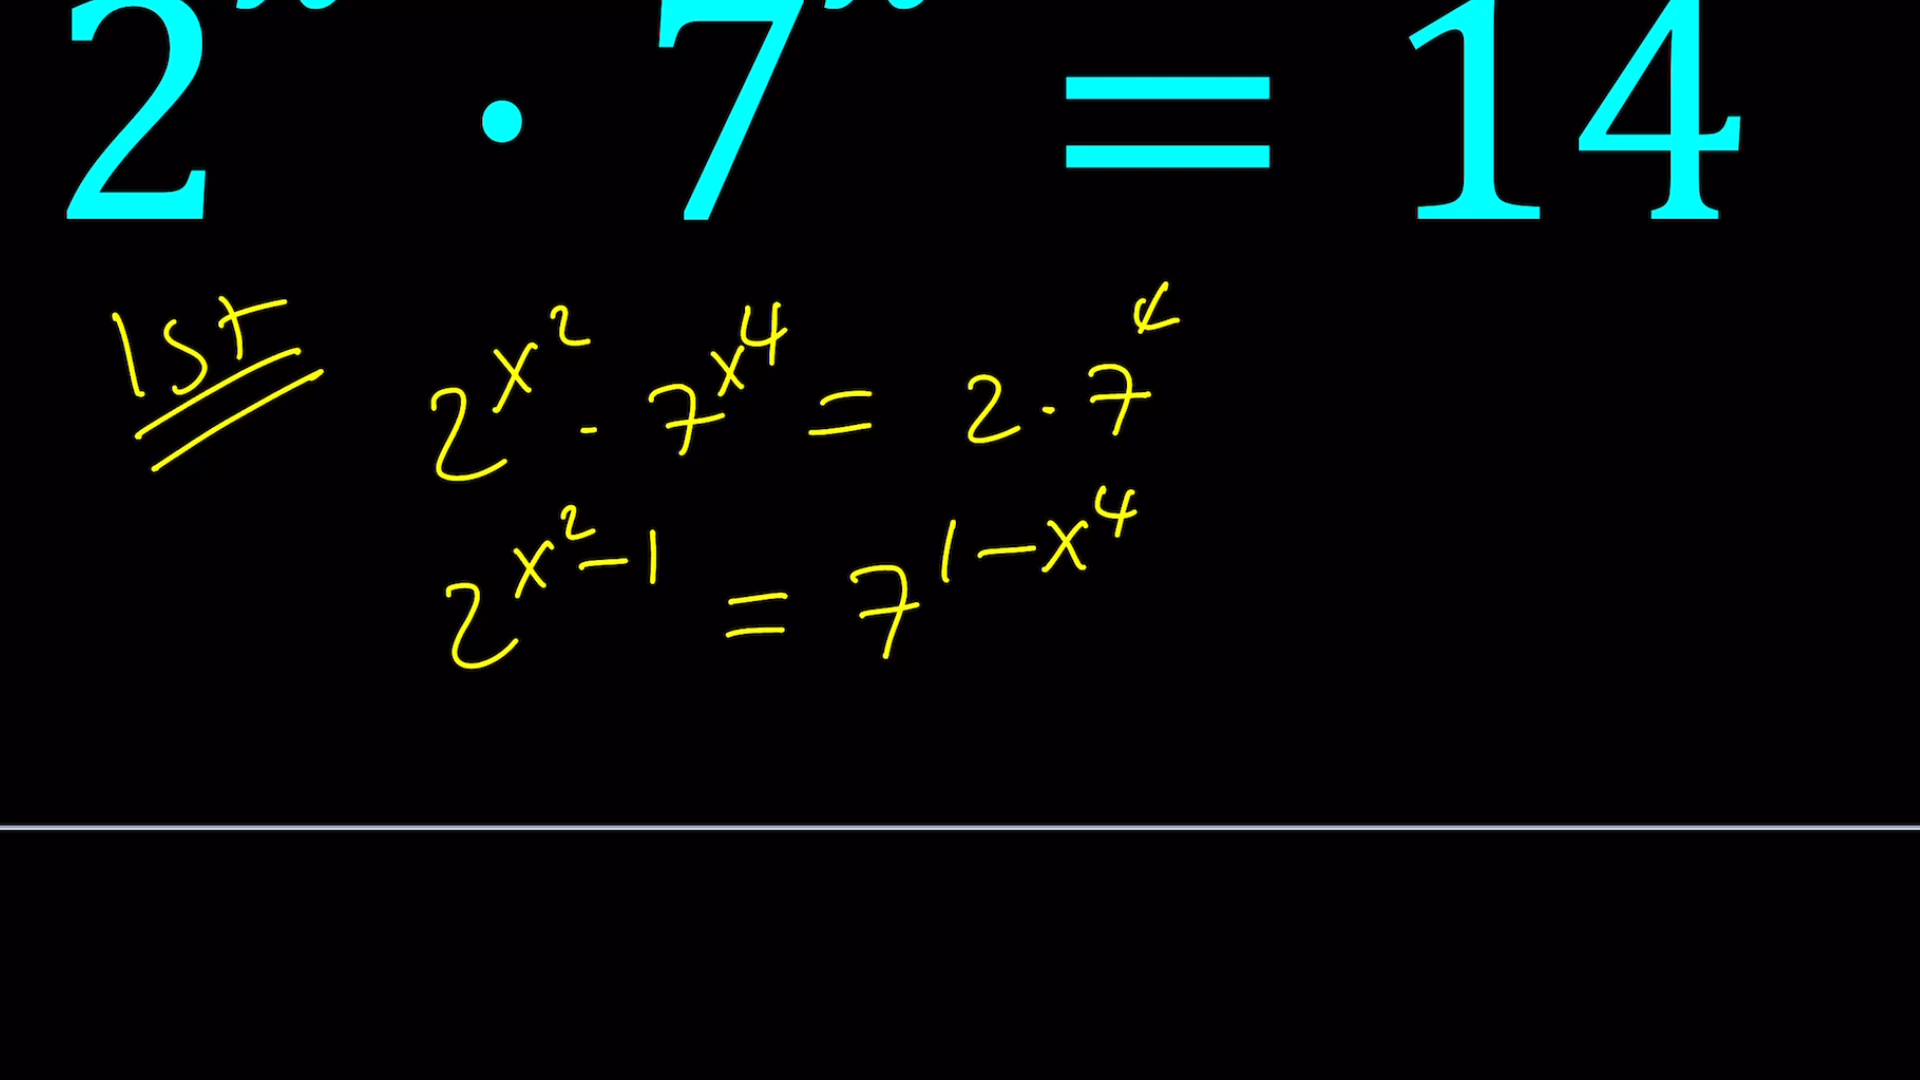 2 · 7 = 14
1st
2^{x^2} · 7^{x^4} = 2 · 7
2^{x^2-1} = 7^{1-x^4}